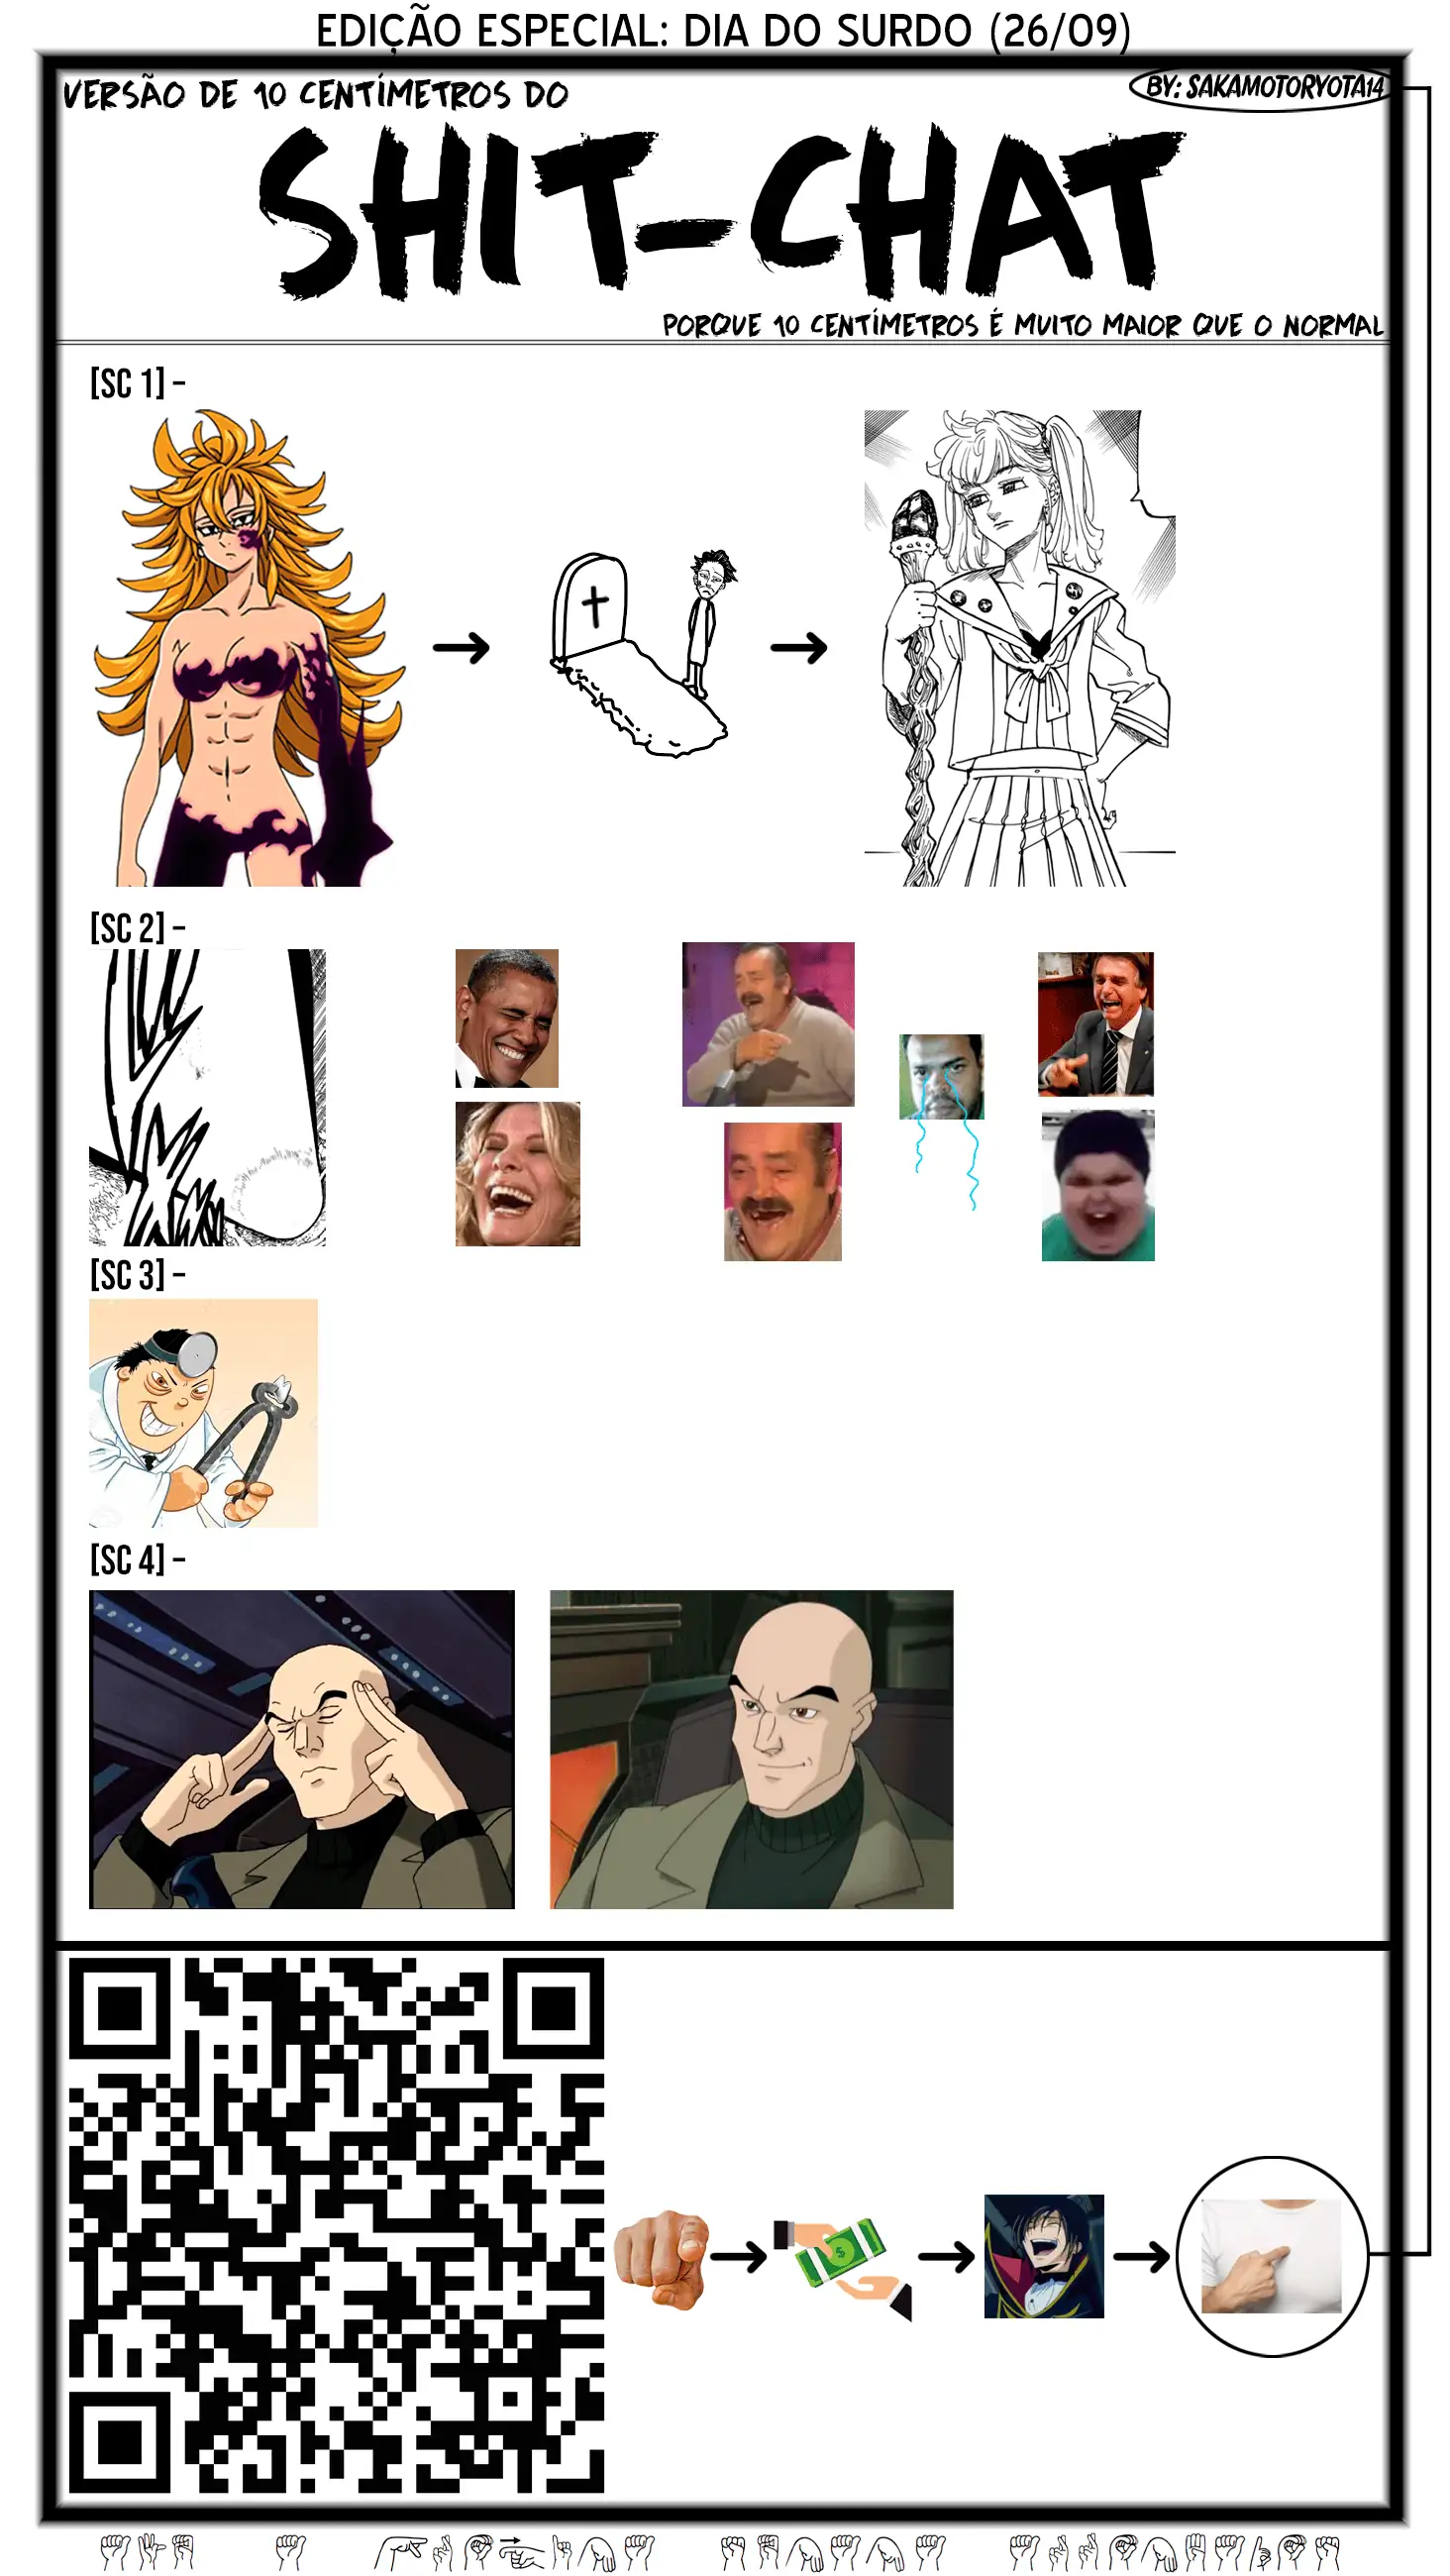 EDIÇÃO ESPECIAL: DIA DO SURDO (26/09)
VERSÃO DE 10 CENTÍMETROS DO
BY: SAKAMOTORYOTA14
SHIT-CHAT
PORQUE 10 CENTÍMETROS É MUITO MAIOR QUE O NORMAL
[SC 1] -
[SC 2] -
[SC 3] -
[SC 4] -